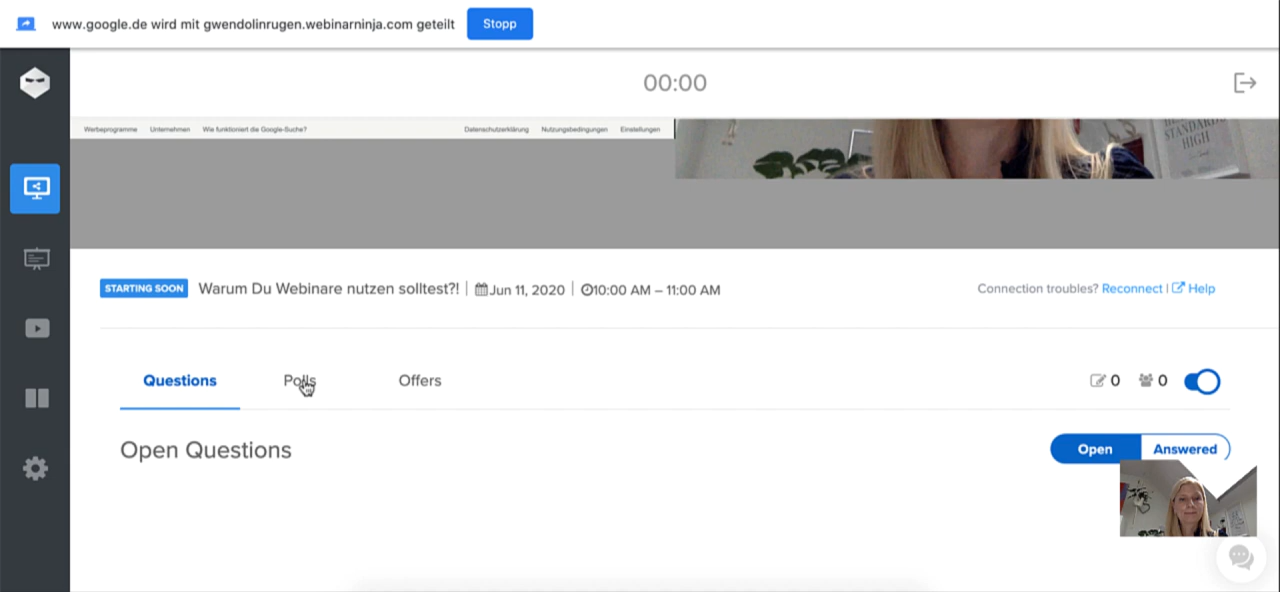 www.google.de wird mit gwendolinrugen.webinarninja.com geteilt Stopp
00:00
Werbeprogramme Unternehmen Wie funktioniert die Google-Suche? Datenschutzerklärung Nutzungsbedingungen Einstellungen
STANDARDS
HIGH
STARTING SOON Warum Du Webinare nutzen solltest?! | Jun 11, 2020 | 10:00 AM – 11:00 AM Connection troubles? Reconnect | Help
Questions Polls Offers 0 0
Open Questions Open Answered